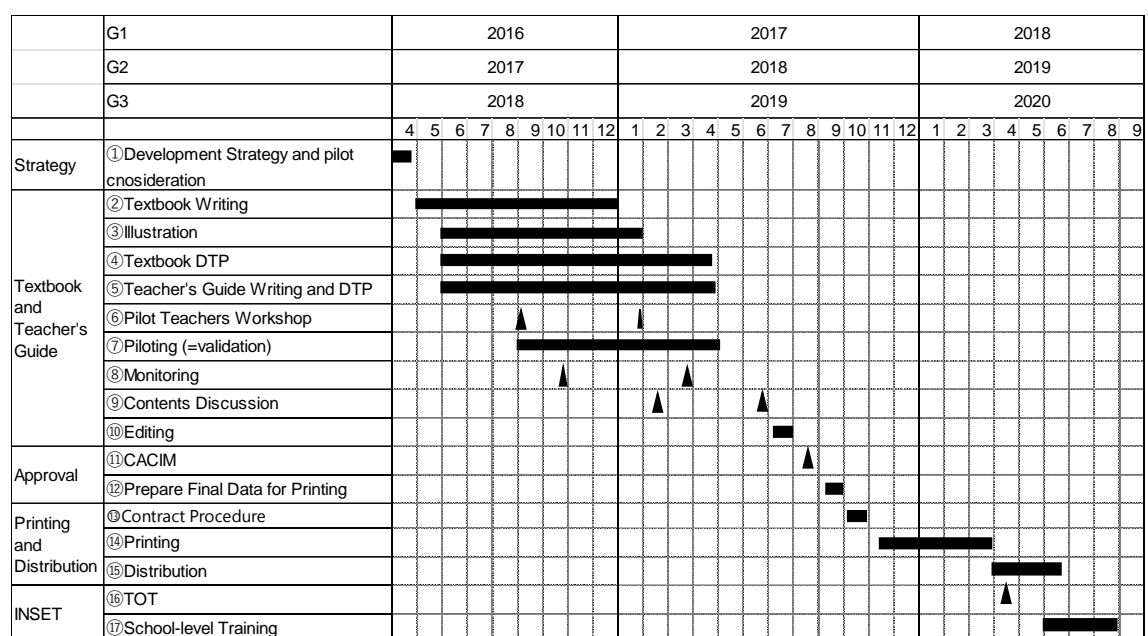 G1 2016 2017 2018
G2 2017 2018 2019
G3 2018 2019 2020
4 5 6 7 8 9 10 11 12 1 2 3 4 5 6 7 8 9 10 11 12 1 2 3 4 5 6 7 8 9
Strategy
①Development Strategy and pilot
cnosideration
Textbook
and
Teacher's
Guide
②Textbook Writing
③Illustration
④Textbook DTP
⑤Teacher's Guide Writing and DTP
⑥Pilot Teachers Workshop
⑦Piloting (=validation)
⑧Monitoring
⑨Contents Discussion
⑩Editing
Approval
⑪CACIM
⑫Prepare Final Data for Printing
Printing
and
Distribution
⑬Contract Procedure
⑭Printing
⑮Distribution
INSET
⑯TOT
⑰School-level Training